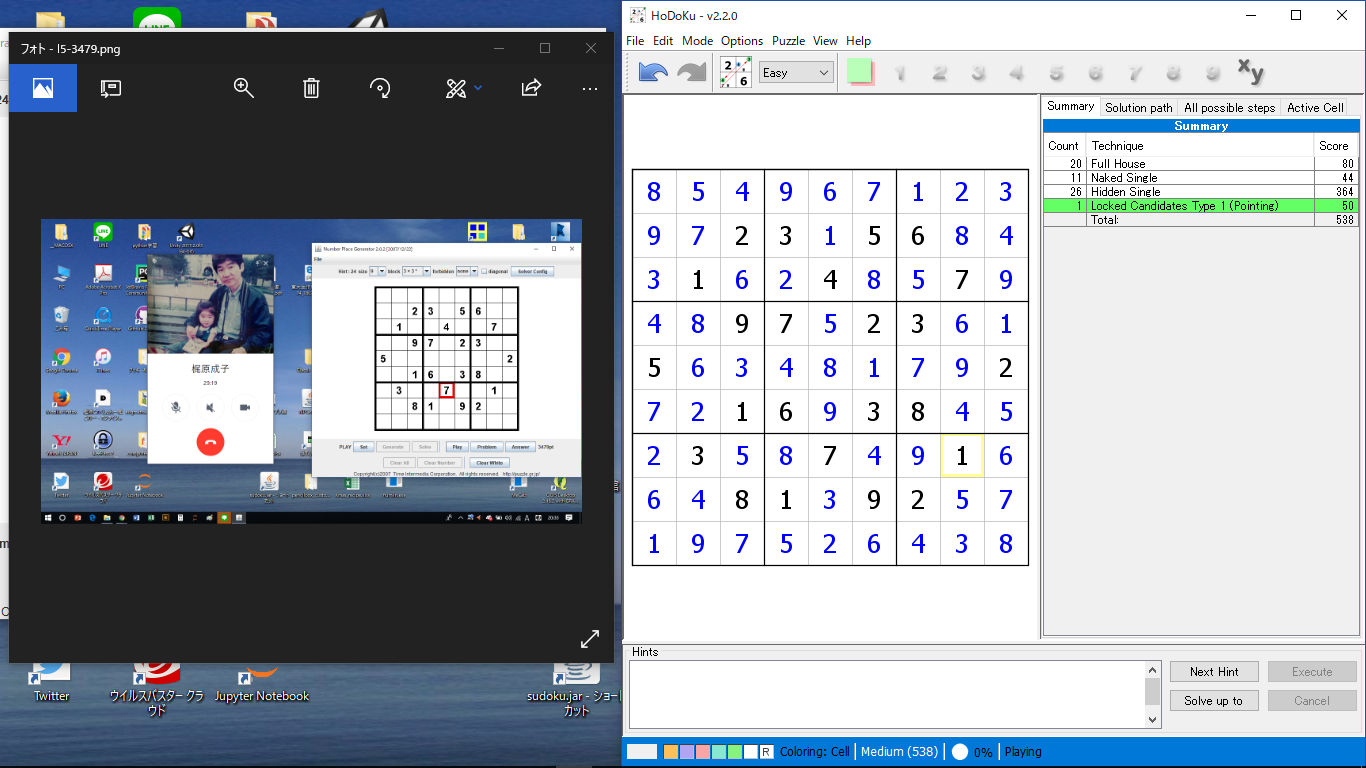 フォト - I5-3479.png
LINE
PC
梶原成子
29:19
Number Place Generator 2.0.2
File
Hint: 24 size 9 block 3 × 3 forbidden none diagonal Solver Config
2 3 5 6
1 4 7
9 7 2 3
5 2
1 6 3 8
3 7 1
8 1 9 2
PLAY Set Generate Solve Play Problem Answer 3479pt
Clear All Clear Number Clear White
Copyright(c)2007 Time Intermedia Corporation. All rights reserved. http://puzzle.gr.jp/
Twitter
Jupyter Notebook
20:35
Twitter
ウイルスバスター クラウド
Jupyter Notebook
sudoku.jar - ショートカット
HoDoKu - v2.2.0
File Edit Mode Options Puzzle View Help
Easy
1 2 3 4 5 6 7 8 9 xy
8 5 4 9 6 7 1 2 3
9 7 2 3 1 5 6 8 4
3 1 6 2 4 8 5 7 9
4 8 9 7 5 2 3 6 1
5 6 3 4 8 1 7 9 2
7 2 1 6 9 3 8 4 5
2 3 5 8 7 4 9 1 6
6 4 8 1 3 9 2 5 7
1 9 7 5 2 6 4 3 8
Summary Solution path All possible steps Active Cell
Summary
Count Technique Score
20 Full House 80
11 Naked Single 44
26 Hidden Single 364
1 Locked Candidates Type 1 (Pointing) 50
Total: 538
Hints
Next Hint Execute
Solve up to Cancel
R Coloring: Cell Medium (538) 0% Playing